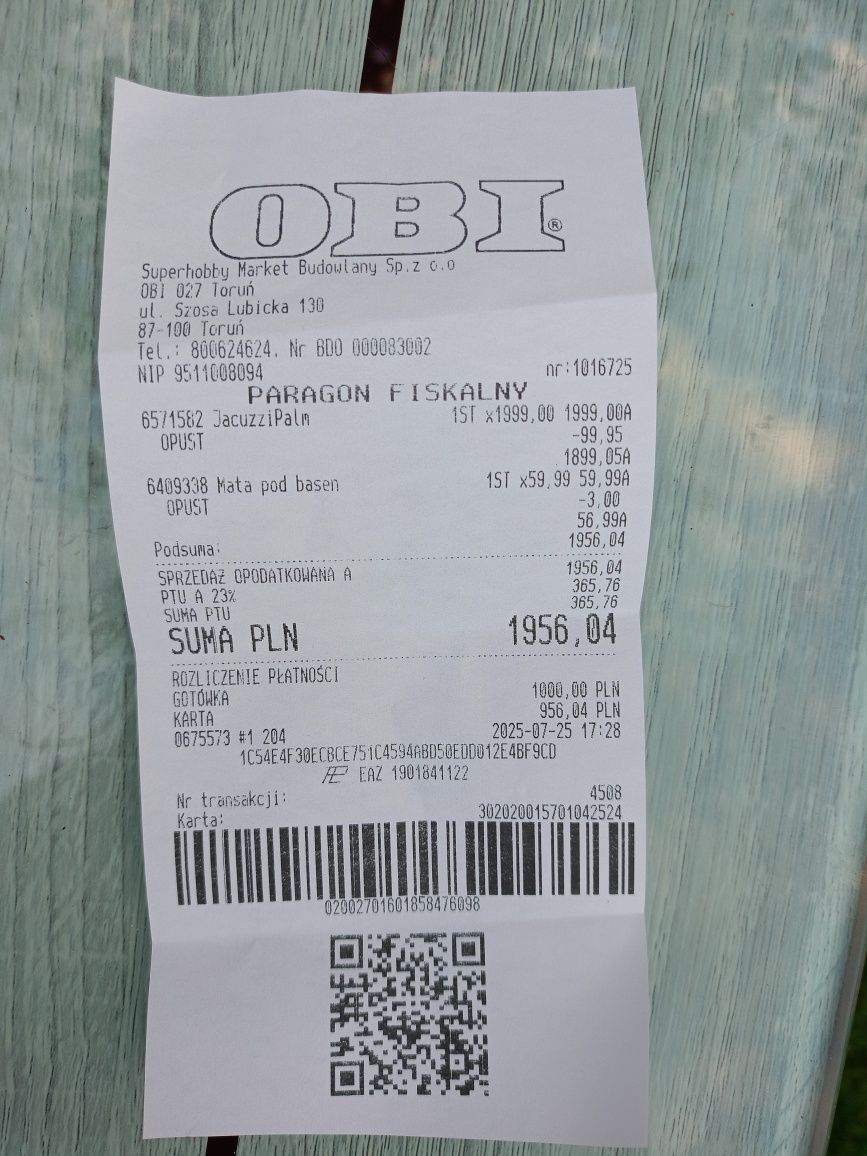 OBI®
Superhobby Market Budowlany Sp.z o.o
OBI 027 Toruń
ul. Szosa Lubicka 130
87-100 Toruń
Tel.: 800624624. Nr BDO 000083002
NIP 9511008094 nr:1016725
PARAGON FISKALNY
6571582 JacuzziPalm 1ST x1999,00 1999,00A
OPUST -99,95
1899,05A
6409338 Mata pod basen 1ST x59,99 59,99A
OPUST -3,00
56,99A
Podsuma: 1956,04
SPRZEDAŻ OPODATKOWANA A 1956,04
PTU A 23% 365,76
SUMA PTU 365,76
SUMA PLN 1956,04
ROZLICZENIE PŁATNOŚCI
GOTÓWKA 1000,00 PLN
KARTA 956,04 PLN
0675573 #1 204 2025-07-25 17:28
1C54E4F30ECBCE751C4594ABD50EDD012E4BF9CD
EAZ 1901841122
Nr transakcji: 4508
Karta: 302020015701042524
02002701601858476098